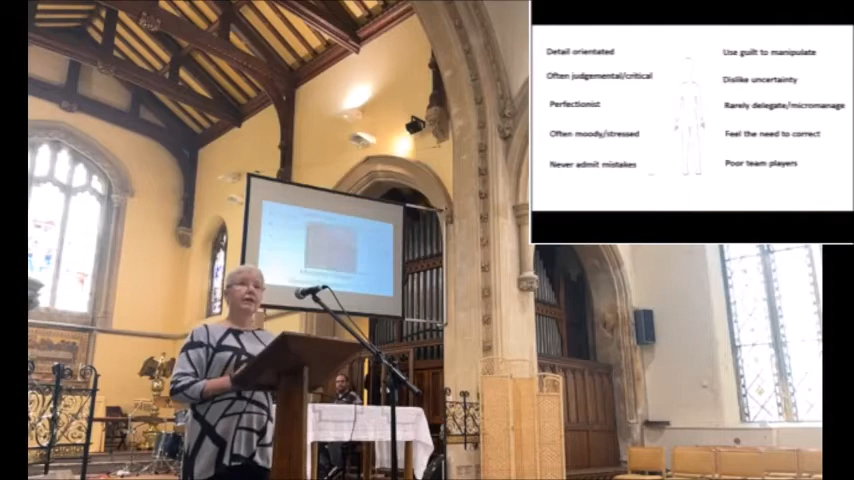 Detail orientated
Often judgemental/critical
Perfectionist
Often moody/stressed
Never admit mistakes
Use guilt to manipulate
Dislike uncertainty
Rarely delegate/micromanage
Feel the need to correct
Poor team players